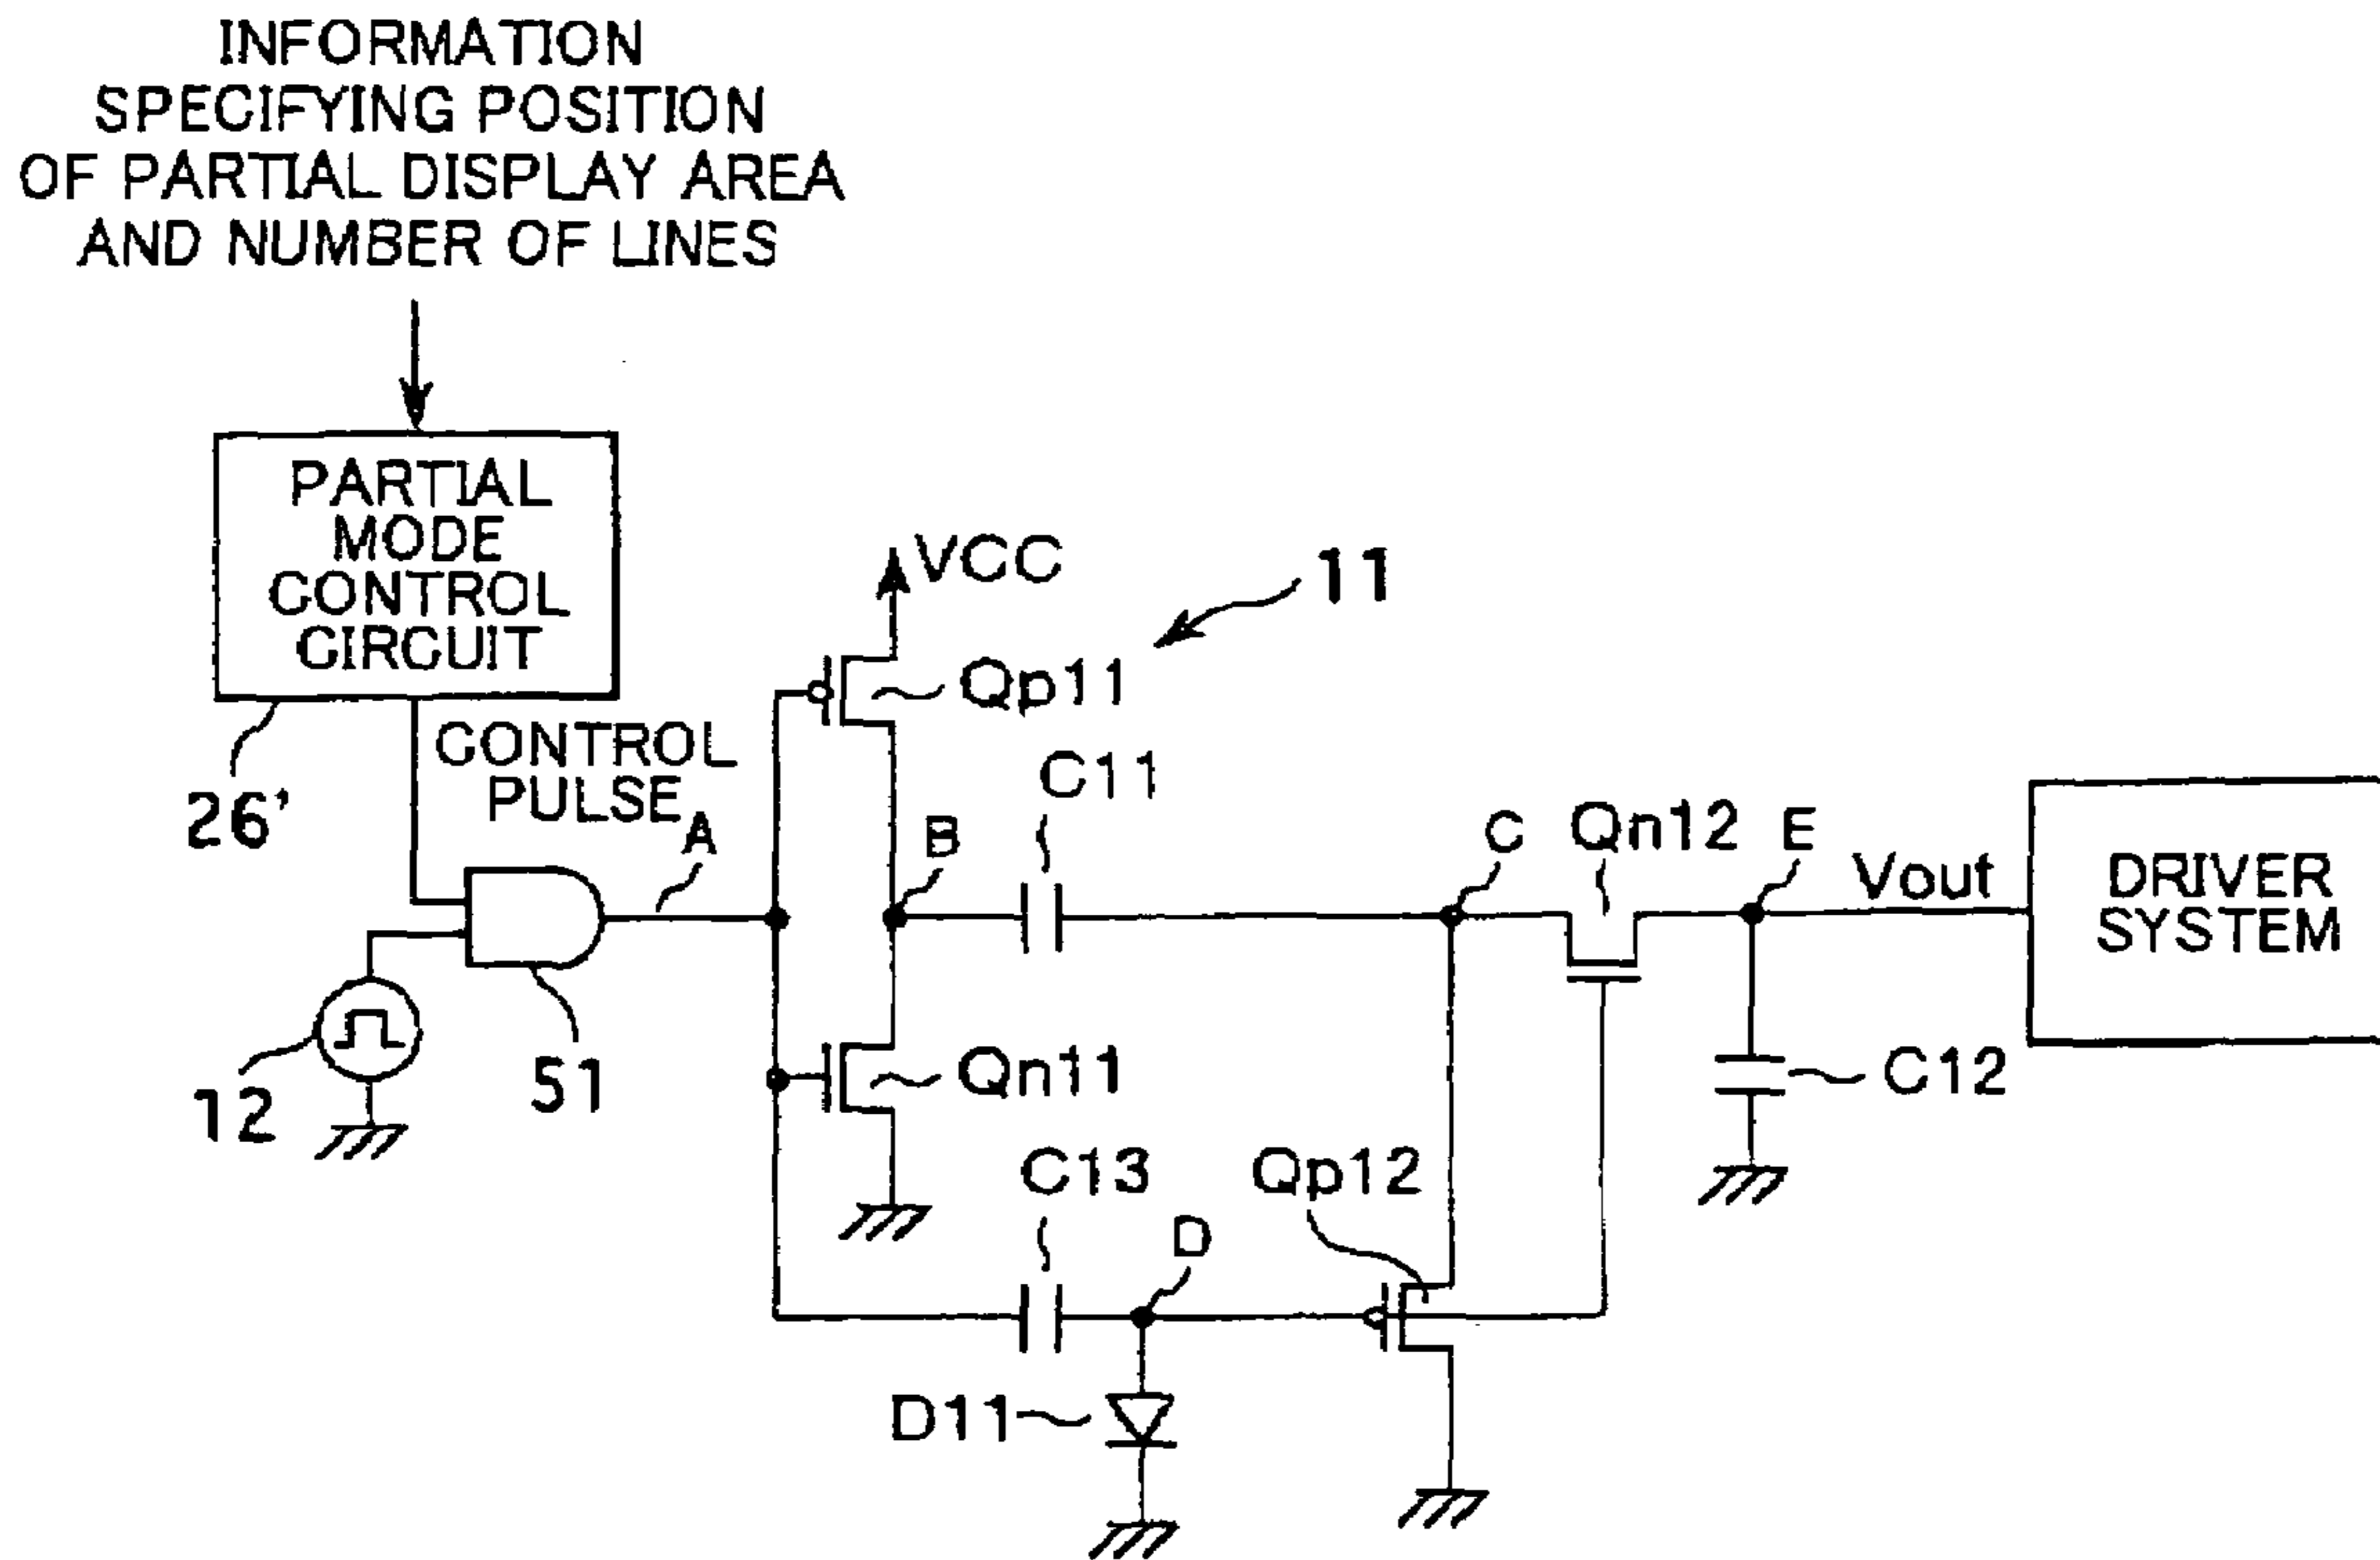 INFORMATION
SPECIFYING POSITION
OF PARTIAL DISPLAY AREA
AND NUMBER OF LINES
PARTIAL
MODE
CONTROL
CIRCUIT
VCC
11
Qp11
CONTROL
PULSE
26'
A
C11
B
C
Qn12
E
Vout
DRIVER
SYSTEM
12
51
Qn11
C12
C13
D
Qp12
D11